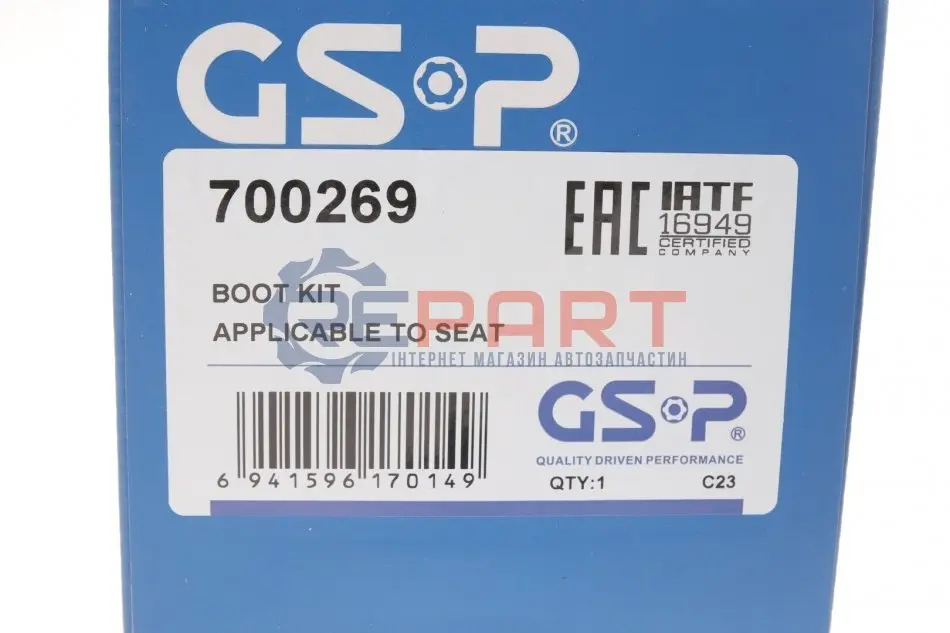 GSP®
700269
EAC
IATF
16949
CERTIFIED
COMPANY
BOOT KIT
APPLICABLE TO SEAT
REPART
ІНТЕРНЕТ МАГАЗИН АВТОЗАПЧАСТИН
GSP®
QUALITY DRIVEN PERFORMANCE
6 941596 170149
QTY:1 C23